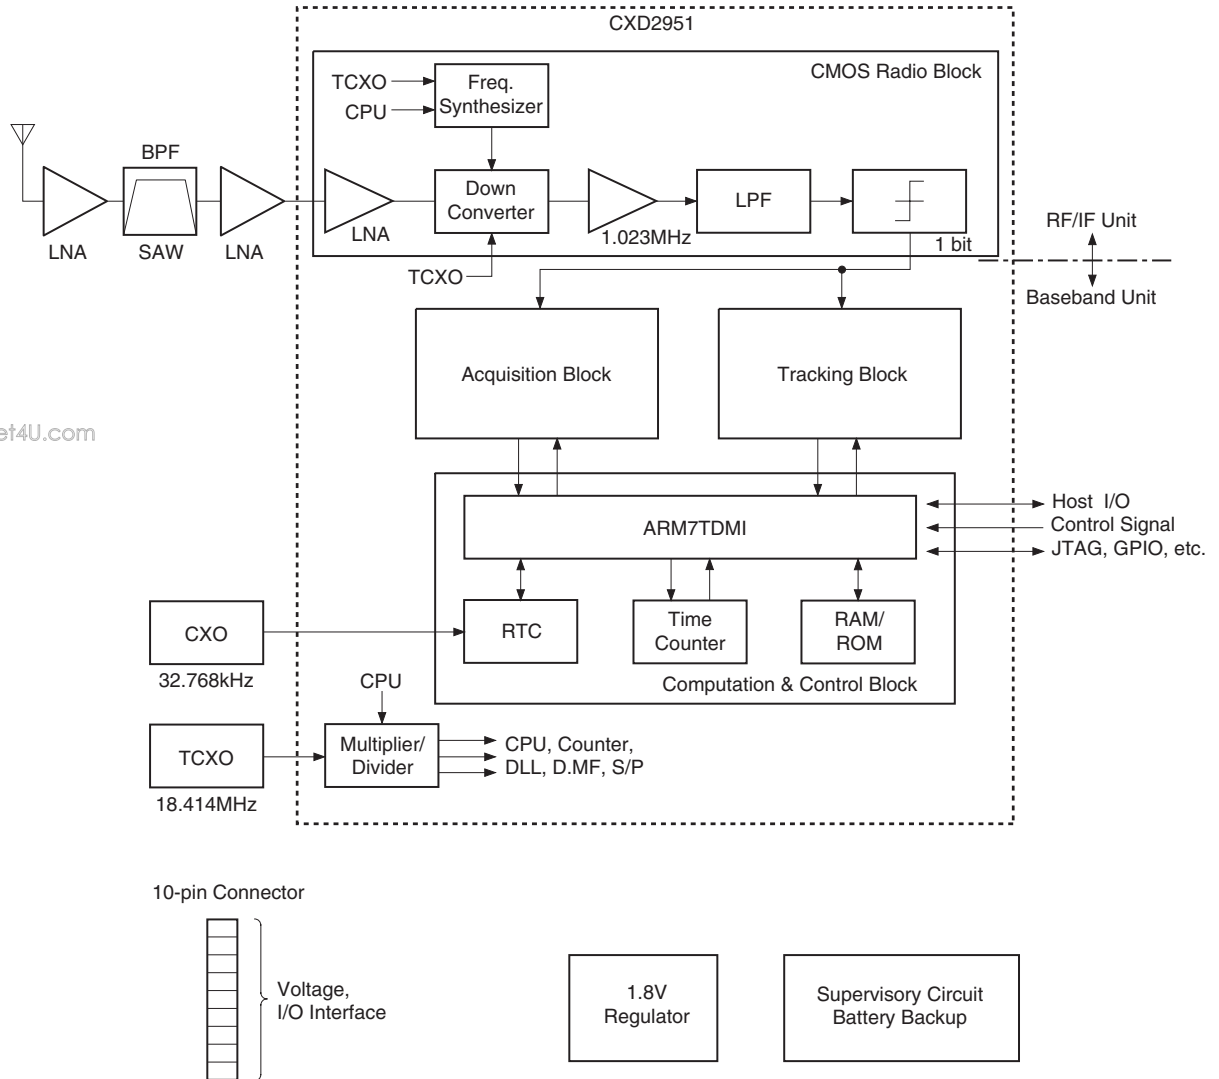 CXD2951
CMOS Radio Block
TCXO
CPU
Freq.
Synthesizer
BPF
LNA
SAW
LNA
LNA
Down
Converter
TCXO
1.023MHz
LPF
1 bit
RF/IF Unit
Baseband Unit
Acquisition Block
Tracking Block
et4U.com
ARM7TDMI
Host I/O
Control Signal
JTAG, GPIO, etc.
CXO
32.768kHz
RTC
Time
Counter
RAM/
ROM
Computation & Control Block
CPU
TCXO
18.414MHz
Multiplier/
Divider
CPU, Counter,
DLL, D.MF, S/P
10-pin Connector
Voltage,
I/O Interface
1.8V
Regulator
Supervisory Circuit
Battery Backup